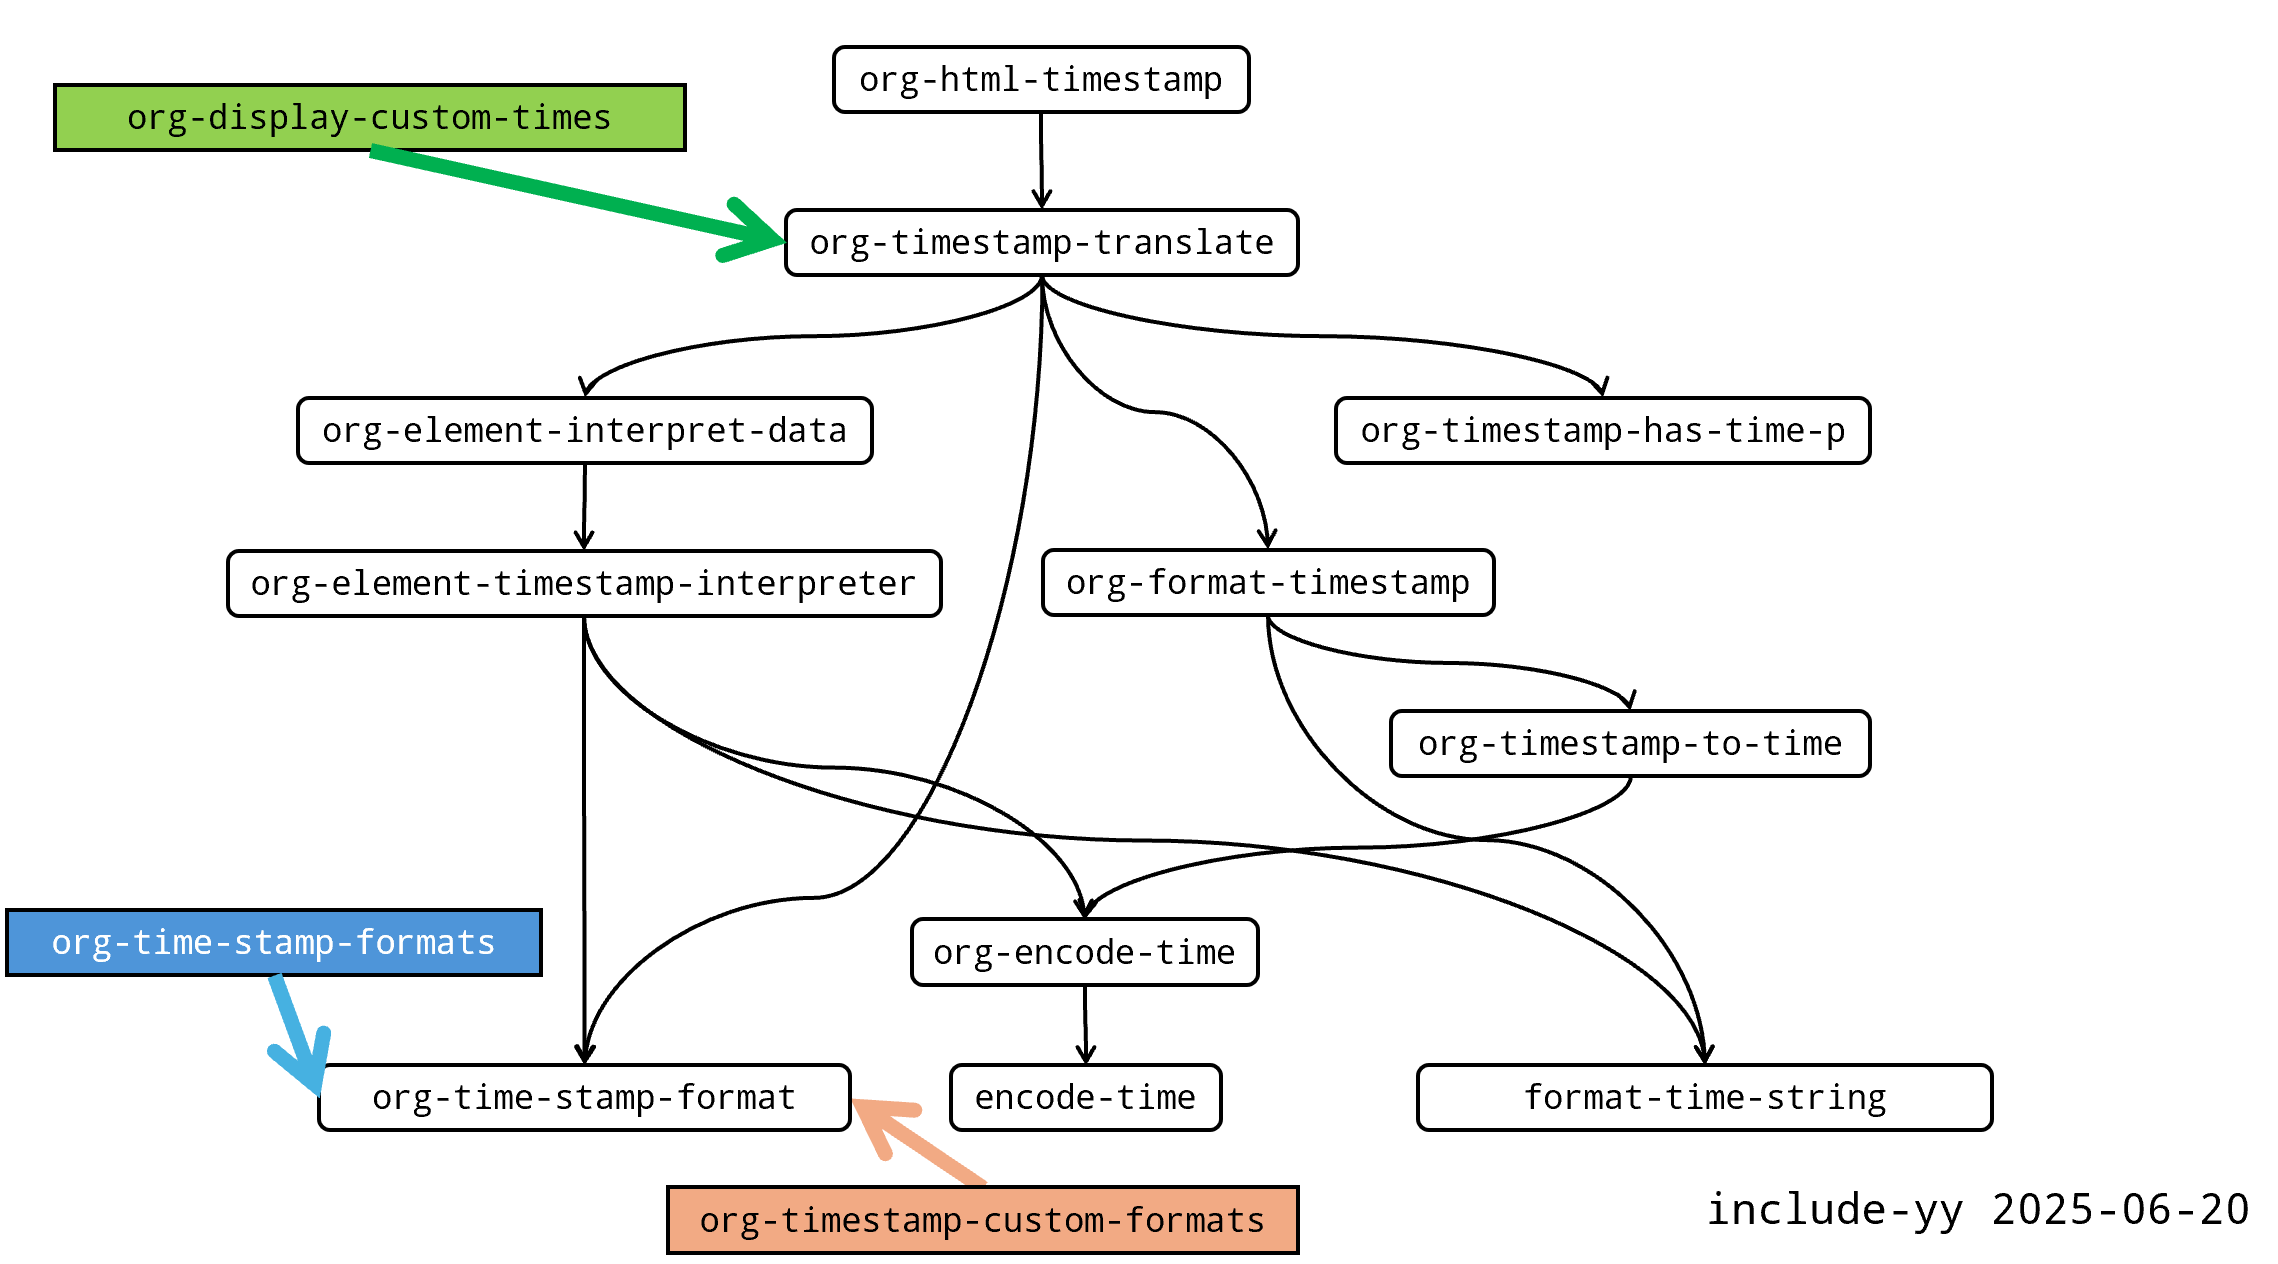 org-html-timestamp
org-display-custom-times
org-timestamp-translate
org-element-interpret-data
org-timestamp-has-time-p
org-element-timestamp-interpreter
org-format-timestamp
org-timestamp-to-time
org-time-stamp-formats
org-encode-time
org-time-stamp-format
encode-time
format-time-string
org-timestamp-custom-formats
include-yy 2025-06-20